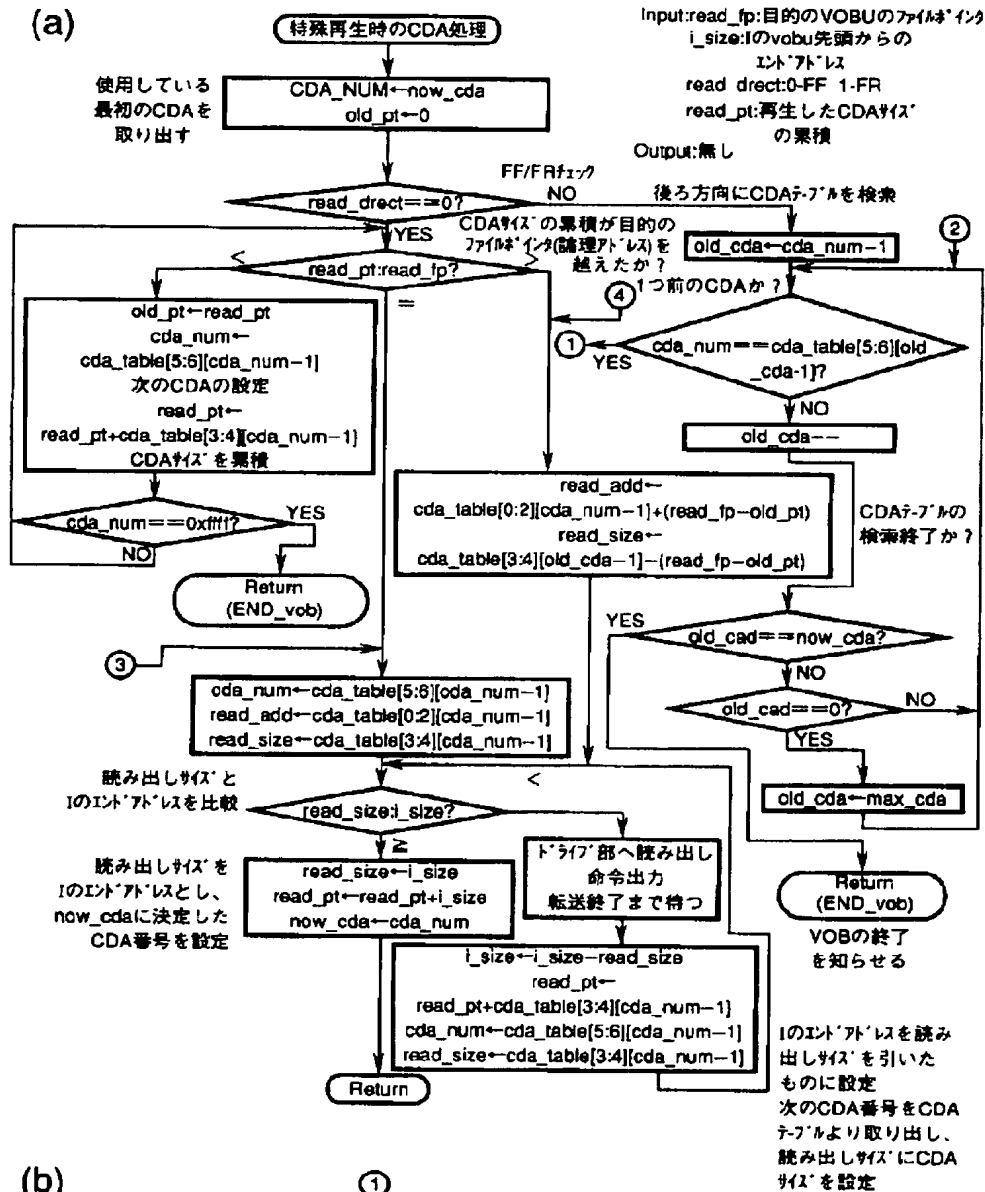 (a)
特殊再生時のCDA処理
Input:read_fp:目的のVOBUのファイルポインタ
i_size:Iのvobu先頭からの
エンドアドレス
read_drect:0-FF 1-FR
read_pt:再生したCDAサイズ
の累積
Output:無し
使用している
最初のCDAを
取り出す
CDA_NUM←now_cda
old_pt←0
FF/FRチェック
read_drect==0?
NO
YES
後ろ方向にCDAテーブルを検索
old_cda←cda_num-1
②
CDAサイズの累積が目的の
ファイルポインタ(論理アドレス)を
越えたか?
read_pt:read_fp?
<
>
=
④
1つ前のCDAか?
①
cda_num==cda_table[5:6][old
_cda-1]?
YES
NO
old_cda--
old_pt←read_pt
cda_num←
cda_table[5:6][cda_num-1]
次のCDAの設定
read_pt←
read_pt+cda_table[3:4][cda_num-1]
CDAサイズを累積
cda_num==0xffff?
YES
NO
Return
(END_vob)
read_add←
cda_table[0:2][cda_num-1]+(read_fp-old_pt)
read_size←
cda_table[3:4][old_cda-1]-(read_fp-old_pt)
CDAテーブルの
検索終了か?
YES
old_cad==now_cda?
NO
old_cad==0?
NO
YES
old_cda←max_cda
Return
(END_vob)
VOBの終了
を知らせる
③
cda_num←cda_table[5:6][cda_num-1]
read_add←cda_table[0:2][cda_num-1]
read_size←cda_table[3:4][cda_num-1]
読み出しサイズと
Iのエンドアドレスを比較
read_size:i_size?
<
≧
ドライブ部へ読み出し
命令出力
転送終了まで待つ
読み出しサイズを
Iのエンドアドレスとし、
now_cdaに決定した
CDA番号を設定
read_size←i_size
read_pt←read_pt+i_size
now_cda←cda_num
i_size←i_size-read_size
read_pt←
read_pt+cda_table[3:4][cda_num-1]
cda_num←cda_table[5:6][cda_num-1]
read_size←cda_table[3:4][cda_num-1]
Return
Iのエンドアドレスを読み
出しサイズを引いた
ものに設定
次のCDA番号をCDA
テーブルより取り出し、
読み出しサイズにCDA
サイズを設定
(b)
①